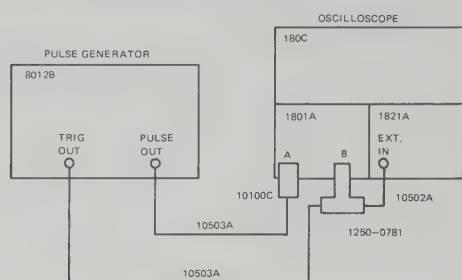 OSCILLOSCOPE
180C
PULSE GENERATOR
8012B
1801A
1821A
TRIG
OUT
PULSE
OUT
A
B
EXT.
IN
10100C
10502A
10503A
1250-0781
10503A